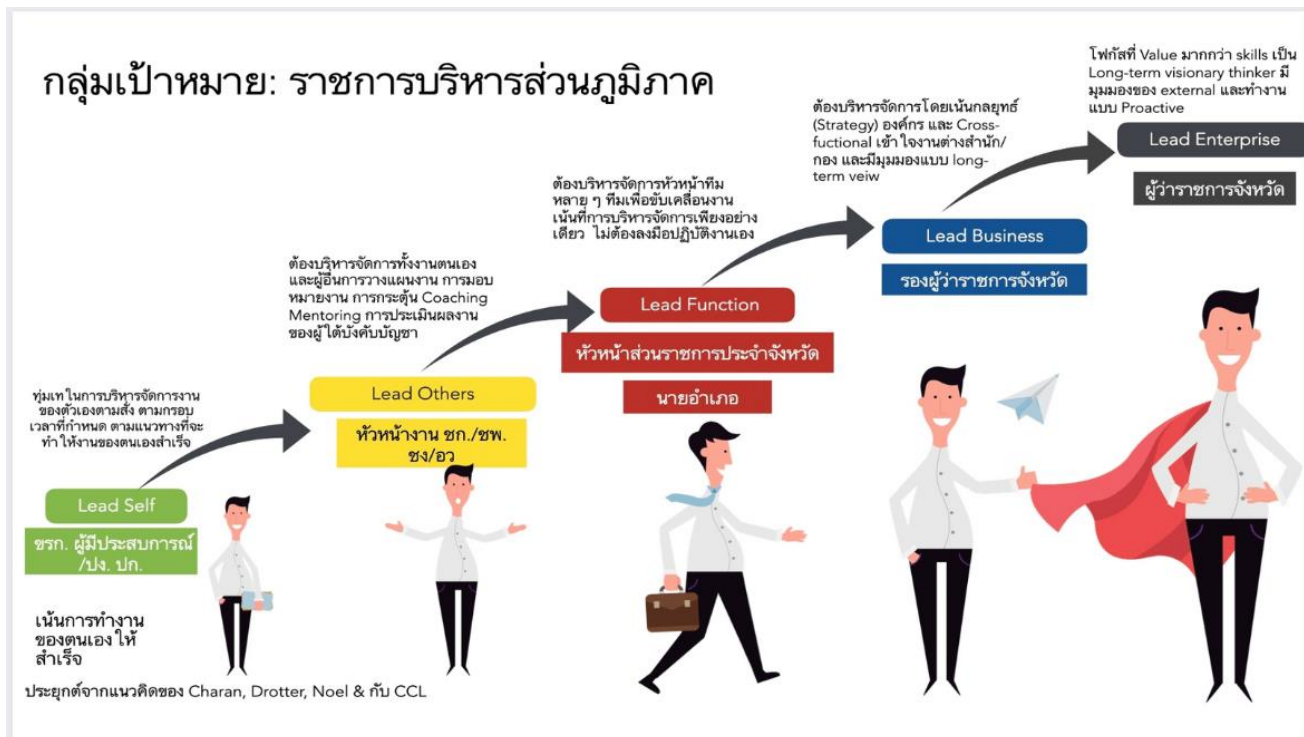 กลุ่มเป้าหมาย: ราชการบริหารส่วนภูมิภาค
โฟกัสที่ Value มากกว่า skills เป็น
Long-term visionary thinker มี
มุมมองของ external และทำงาน
แบบ Proactive
Lead Enterprise
ผู้ว่าราชการจังหวัด
ต้องบริหารจัดการโดยเน้นกลยุทธ์
(Strategy) องค์กร และ Cross-
fuctional เข้าใจงานต่างสำนัก/
กอง และมีมุมมองแบบ long-
term veiw
Lead Business
รองผู้ว่าราชการจังหวัด
ต้องบริหารจัดการหัวหน้าทีม
หลาย ๆ ทีมเพื่อขับเคลื่อนงาน
เน้นที่การบริหารจัดการเพียงอย่าง
เดียว ไม่ต้องลงมือปฏิบัติงานเอง
Lead Function
หัวหน้าส่วนราชการประจำจังหวัด
นายอำเภอ
ต้องบริหารจัดการทั้งงานตนเอง
และผู้อื่นการวางแผนงาน การมอบ
หมายงาน การกระตุ้น Coaching
Mentoring การประเมินผลงาน
ของผู้ใต้บังคับบัญชา
Lead Others
หัวหน้างาน ชก./ชพ.
ชง/อว
ทุ่มเทในการบริหารจัดการงาน
ของตัวเองตามสั่ง ตามกรอบ
เวลาที่กำหนด ตามแนวทางที่จะ
ทำให้งานของตนเองสำเร็จ
Lead Self
ขรก. ผู้มีประสบการณ์
/ปง. ปก.
เน้นการทำงาน
ของตนเองให้
สำเร็จ
ประยุกต์จากแนวคิดของ Charan, Drotter, Noel & กับ CCL